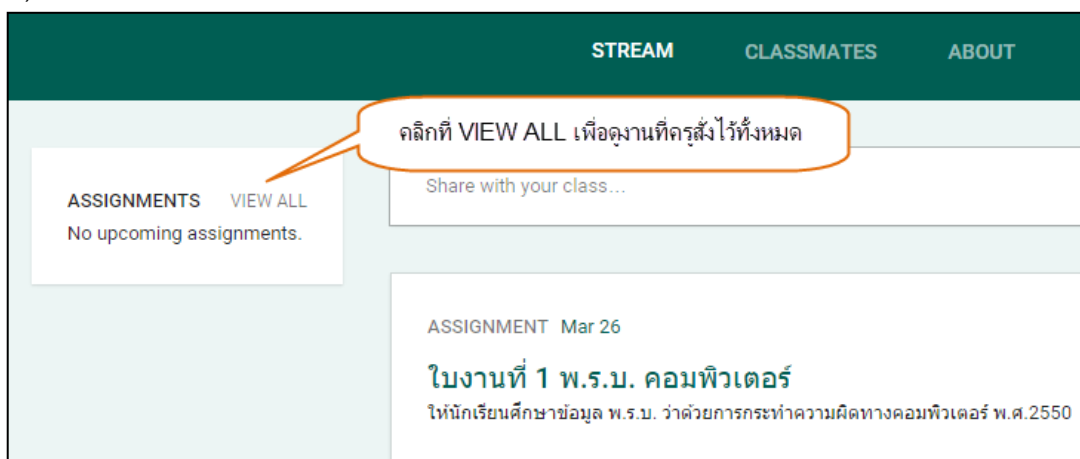 STREAM CLASSMATES ABOUT
คลิกที่ VIEW ALL เพื่อดูงานที่ครูสั่งไว้ทั้งหมด
Share with your class...
ASSIGNMENTS VIEW ALL
No upcoming assignments.
ASSIGNMENT Mar 26
ใบงานที่ 1 พ.ร.บ. คอมพิวเตอร์
ให้นักเรียนศึกษาข้อมูล พ.ร.บ. ว่าด้วยการกระทำความผิดทางคอมพิวเตอร์ พ.ศ.2550